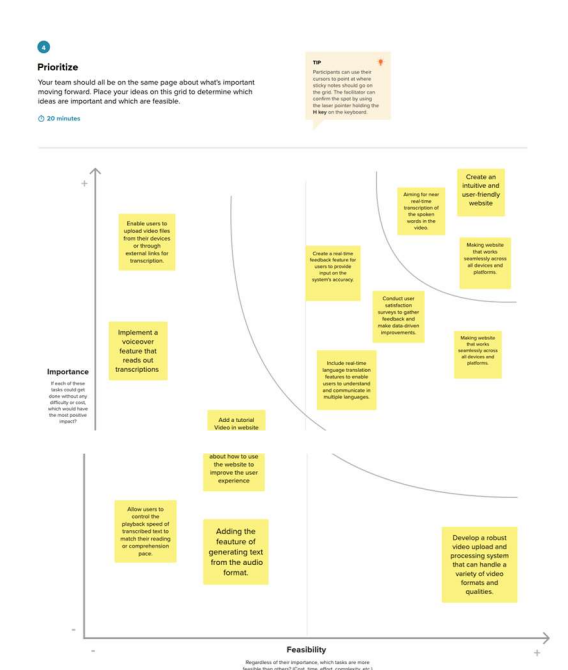 4
Prioritize
Your team should all be on the same page about what's important
moving forward. Place your ideas on this grid to determine which
ideas are important and which are feasible.
20 minutes
TIP
Participants can use their
cursors to point at where
sticky notes should go on
the grid. The facilitator can
confirm the spot by using
the laser pointer holding the
H key on the keyboard.
+
Enable users to
upload video files
from their devices
or through
external links for
transcription.
Aiming for near
real-time
transcription of
the spoken
words in the
video.
Create an
intuitive and
user-friendly
website
Making website
that works
seamlessly across
all devices and
platforms.
Create a real-time
feedback feature for
users to provide
input on the
system's accuracy.
Conduct user
satisfaction
surveys to gather
feedback and
make data-driven
improvements.
Implement a
voiceover
feature that
reads out
transcriptions
Making website
that works
seamlessly across
all devices and
platforms.
Include real-time
language translation
features to enable
users to understand
and communicate in
multiple languages.
Importance
If each of these
tasks could get
done without any
difficulty or cost,
which would have
the most positive
impact?
Add a tutorial
Video in website
about how to use
the website to
improve the user
experience
Allow users to
control the
playback speed of
transcribed text to
match their reading
or comprehension
pace.
Adding the
feauture of
generating text
from the audio
format.
Develop a robust
video upload and
processing system
that can handle a
variety of video
formats and
qualities.
-
-
Feasibility
+
Regardless of their importance, which tasks are more
feasible than others? (Cost, time, effort, complexity, etc.)